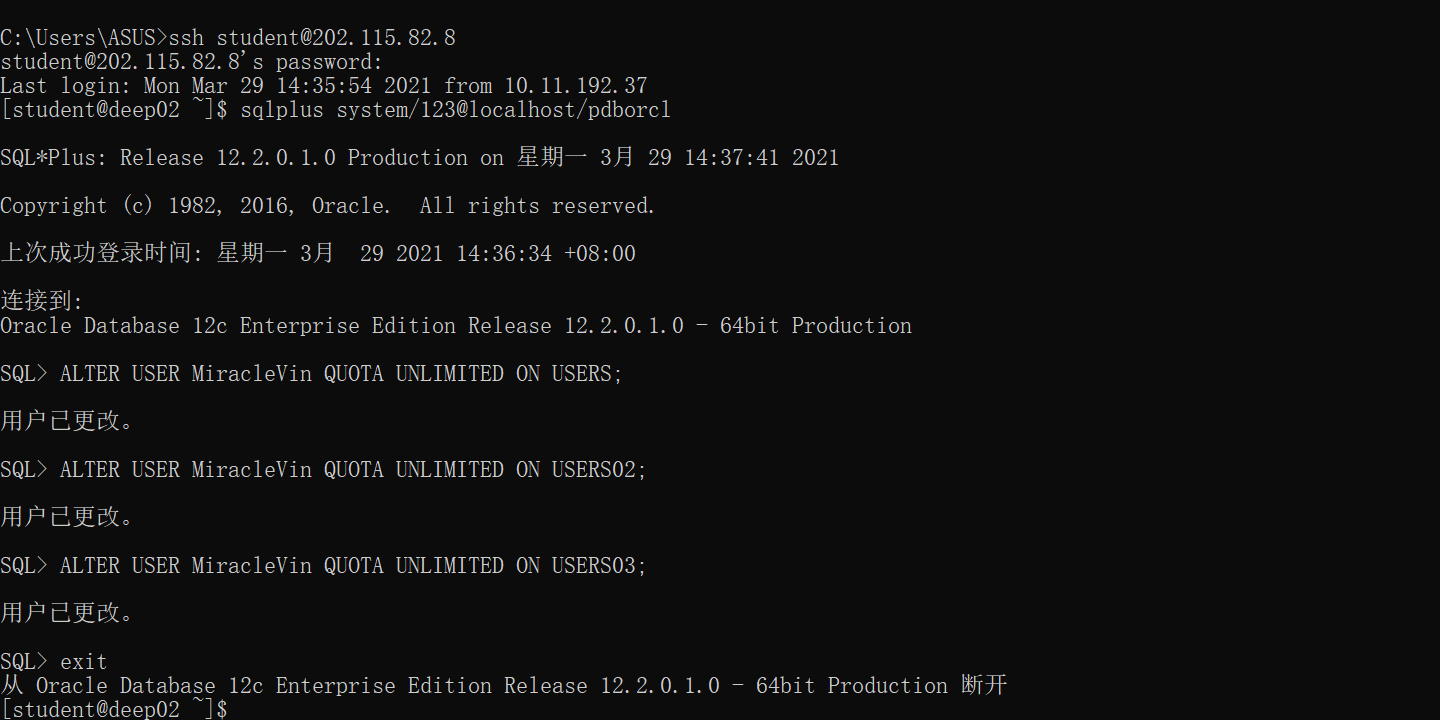 C:\Users\ASUS>ssh student@202.115.82.8
student@202.115.82.8's password:
Last login: Mon Mar 29 14:35:54 2021 from 10.11.192.37
[student@deep02 ~]$ sqlplus system/123@localhost/pdborcl
SQL*Plus: Release 12.2.0.1.0 Production on 星期一 3月 29 14:37:41 2021
Copyright (c) 1982, 2016, Oracle.  All rights reserved.
上次成功登录时间: 星期一 3月  29 2021 14:36:34 +08:00
连接到:
Oracle Database 12c Enterprise Edition Release 12.2.0.1.0 - 64bit Production
SQL> ALTER USER MiracleVin QUOTA UNLIMITED ON USERS;
用户已更改。
SQL> ALTER USER MiracleVin QUOTA UNLIMITED ON USERS02;
用户已更改。
SQL> ALTER USER MiracleVin QUOTA UNLIMITED ON USERS03;
用户已更改。
SQL> exit
从 Oracle Database 12c Enterprise Edition Release 12.2.0.1.0 - 64bit Production 断开
[student@deep02 ~]$